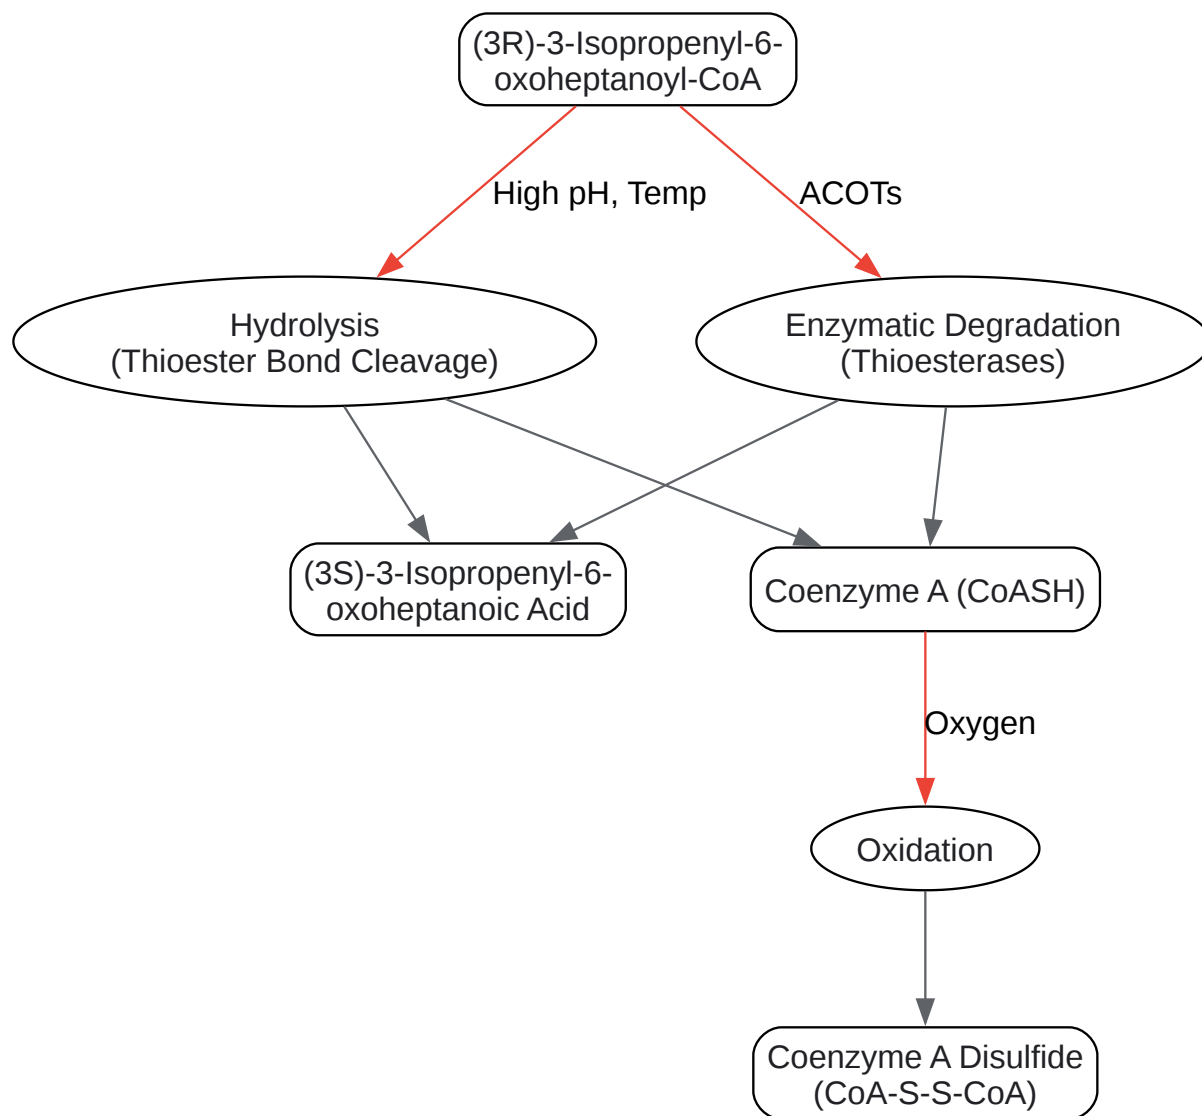 (3R)-3-Isopropenyl-6-
oxoheptanoyl-CoA
High pH, Temp
ACOTs
Hydrolysis
(Thioester Bond Cleavage)
Enzymatic Degradation
(Thioesterases)
(3S)-3-Isopropenyl-6-
oxoheptanoic Acid
Coenzyme A (CoASH)
Oxygen
Oxidation
Coenzyme A Disulfide
(CoA-S-S-CoA)